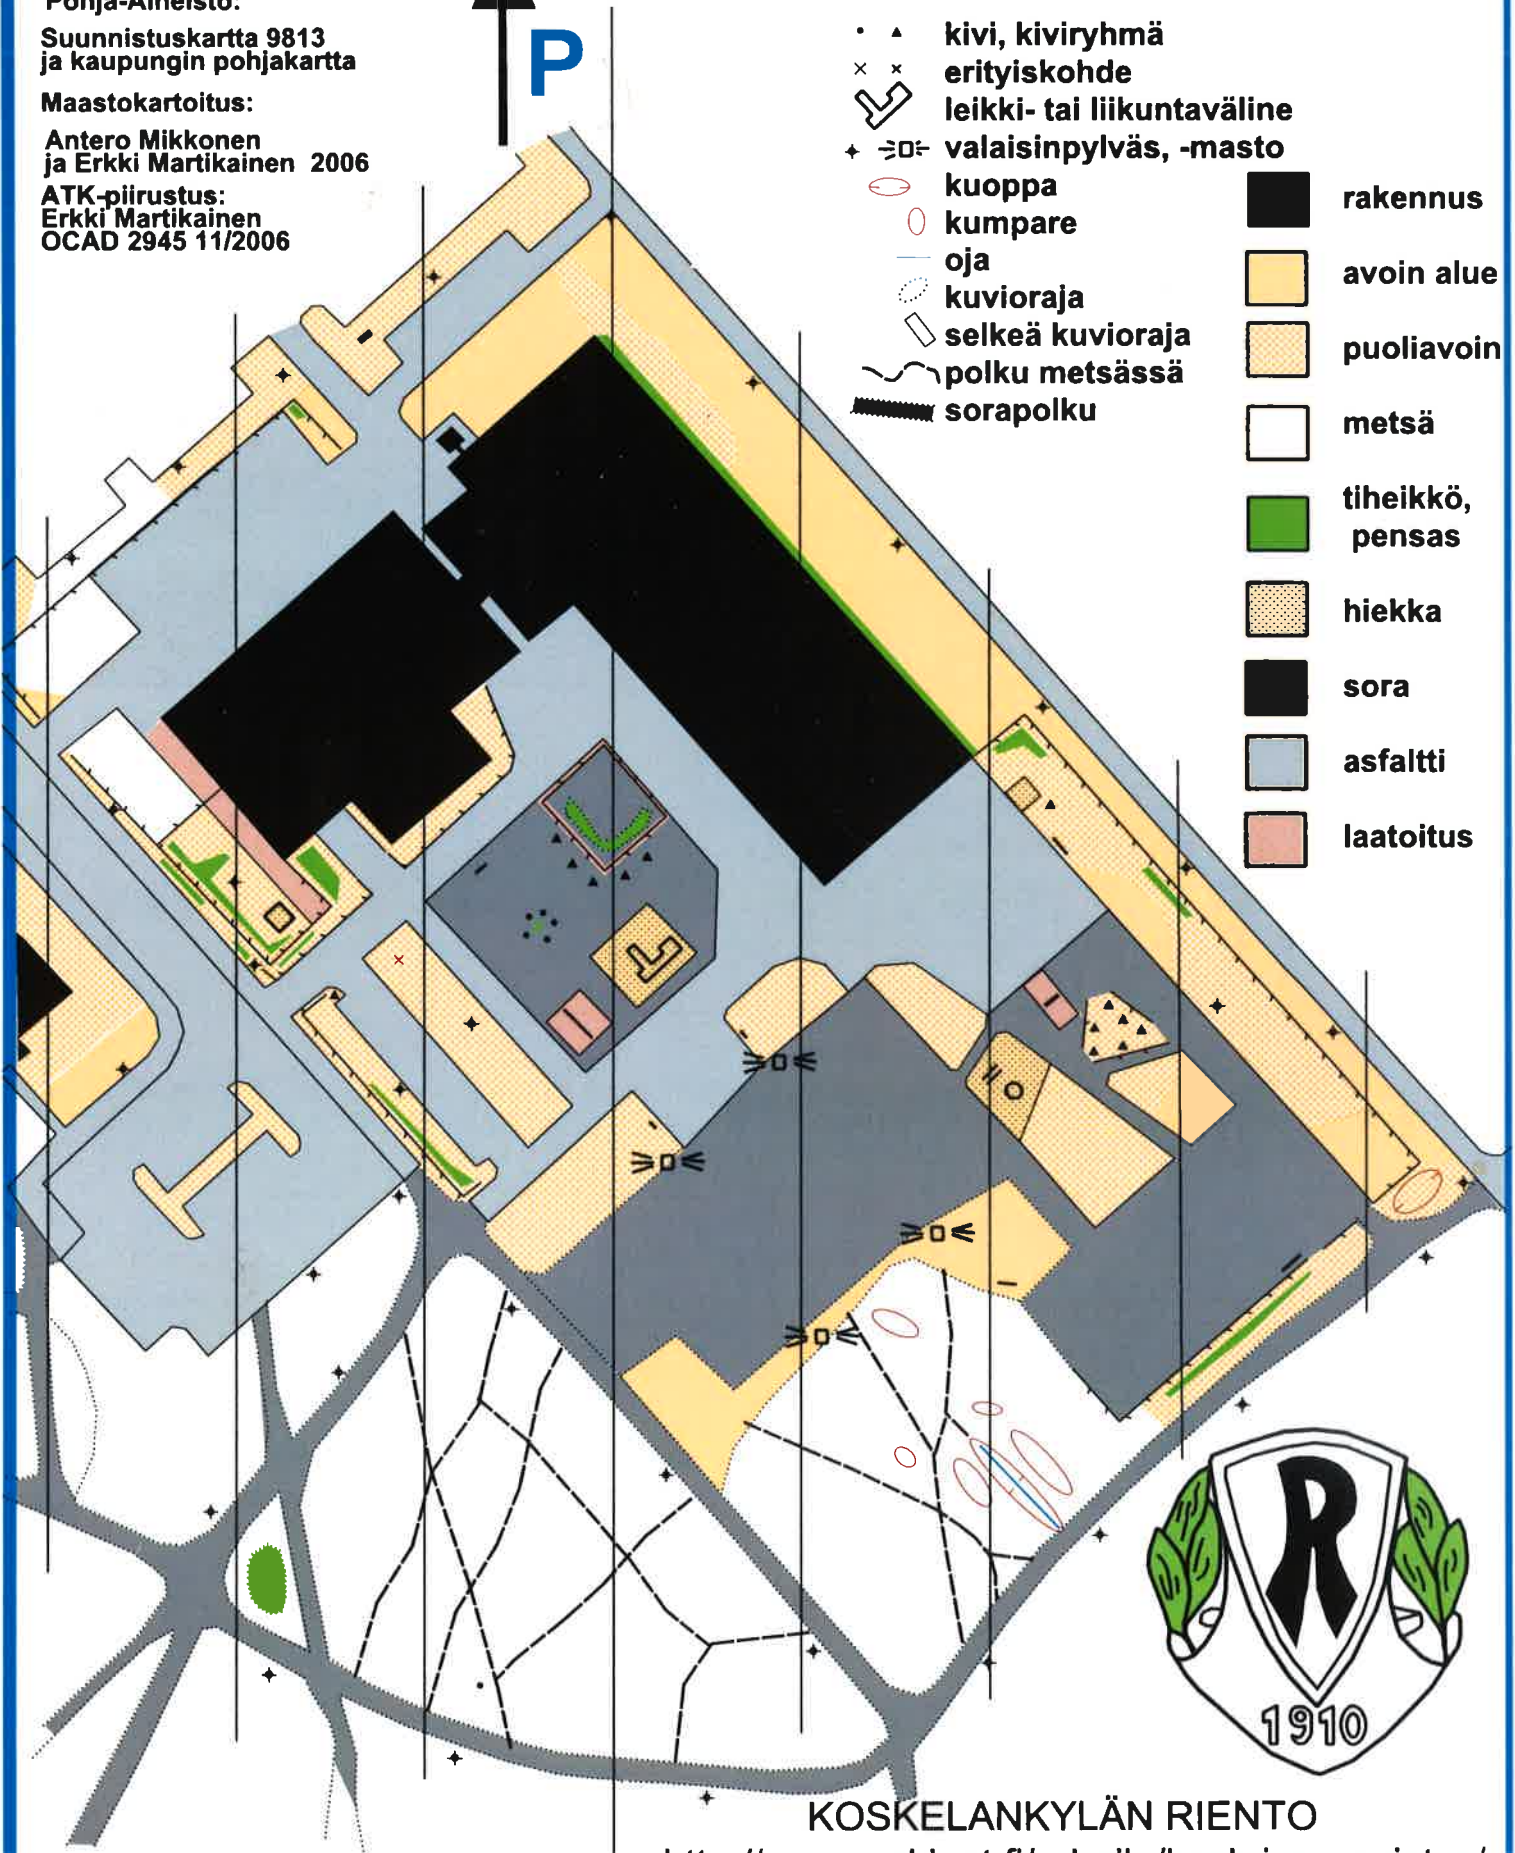 Pohja-Aineisto:
Suunnistuskartta 9813
ja kaupungin pohjakartta
Maastokartoitus:
Antero Mikkonen
ja Erkki Martikainen 2006
ATK-piirustus:
Erkki Martikainen
OCAD 2945 11/2006
P
kivi, kiviryhmä
erityiskohde
leikki- tai liikuntaväline
valaisinpylväs, -masto
kuoppa
kumpare
oja
kuvioraja
selkeä kuvioraja
polku metsässä
sorapolku
rakennus
avoin alue
puoliavoin
metsä
tiheikkö,
pensas
hiekka
sora
asfaltti
laatoitus
R
1910
KOSKELANKYLÄN RIENTO